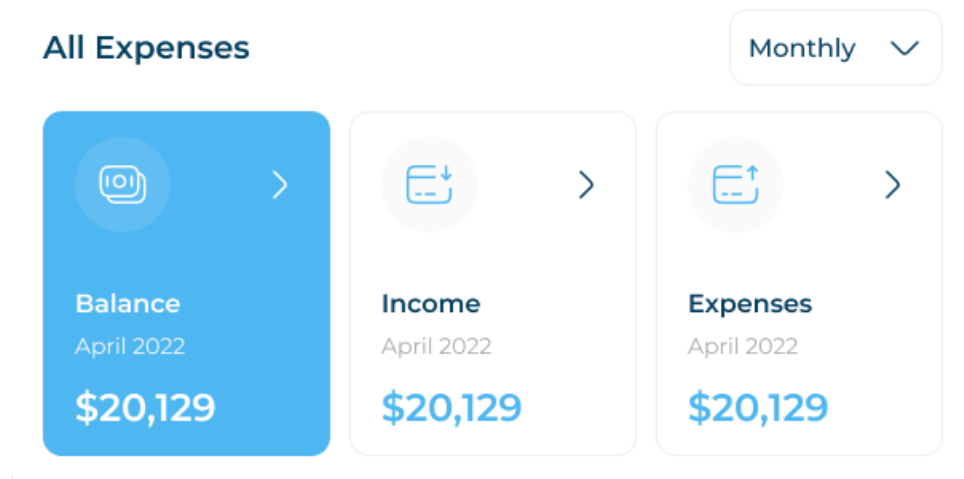 All Expenses
Monthly
Balance
April 2022
$20,129
Income
April 2022
$20,129
Expenses
April 2022
$20,129